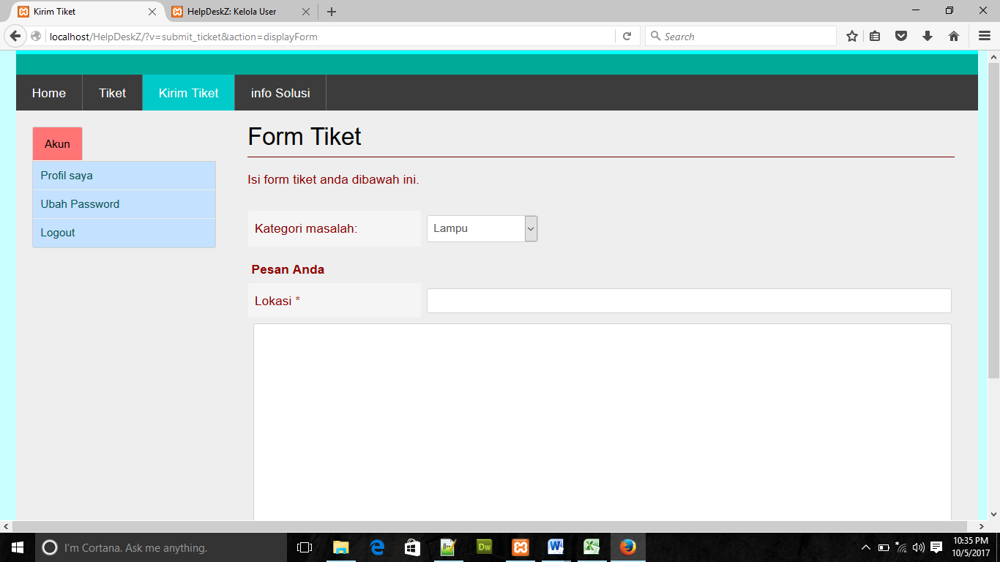 Kirim Tiket
HelpDeskZ: Kelola User
localhost/HelpDeskZ/?v=submit_ticket&action=displayForm
Search
Home
Tiket
Kirim Tiket
info Solusi
Akun
Profil saya
Ubah Password
Logout
Form Tiket
Isi form tiket anda dibawah ini.
Kategori masalah:
Lampu
Pesan Anda
Lokasi *
I'm Cortana. Ask me anything.
N++
Dw
10:35 PM
10/5/2017